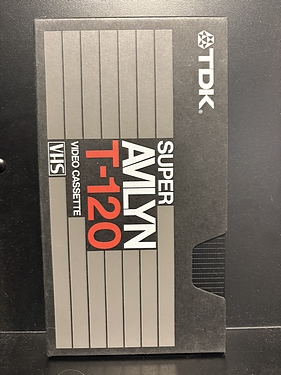 TDK
SUPER
AVILYN
T-120
VIDEO CASSETTE
VHS